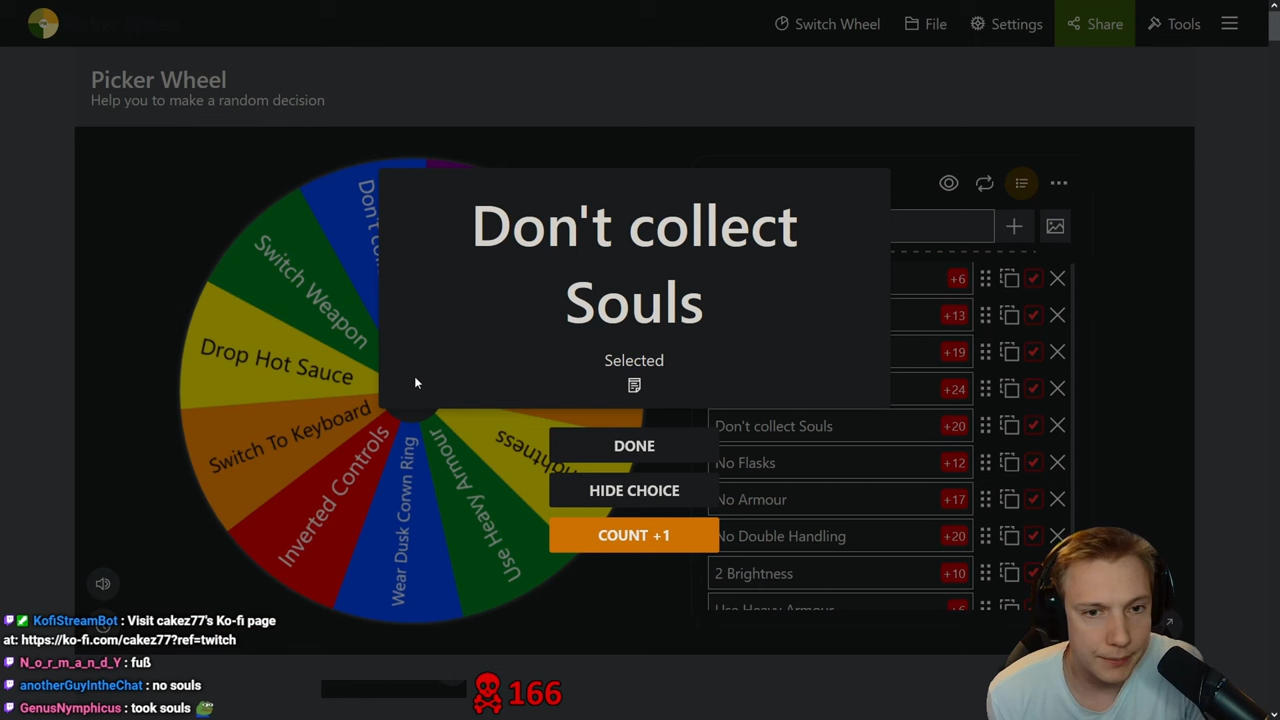 Switch Wheel
File
Settings
Share
Tools
Picker Wheel
Help you to make a random decision
Don't collect
Souls
Selected
DONE
HIDE CHOICE
COUNT +1
Switch Weapon
Drop Hot Sauce
Switch To Keyboard
Inverted Controls
Wear Dusk Corwn Ring
Use Heavy Armour
+6
+13
+19
+24
Don't collect Souls
+20
No Flasks
+12
No Armour
+17
No Double Handling
+20
2 Brightness
+10
Use Heavy Armour
+6
KofiStreamBot : Visit cakez77's Ko-fi page
at: https://ko-fi.com/cakez77?ref=twitch
N_o_r_m_a_n_d_Y : fuß
anotherGuyIntheChat : no souls
GenusNymphicus : took souls
166